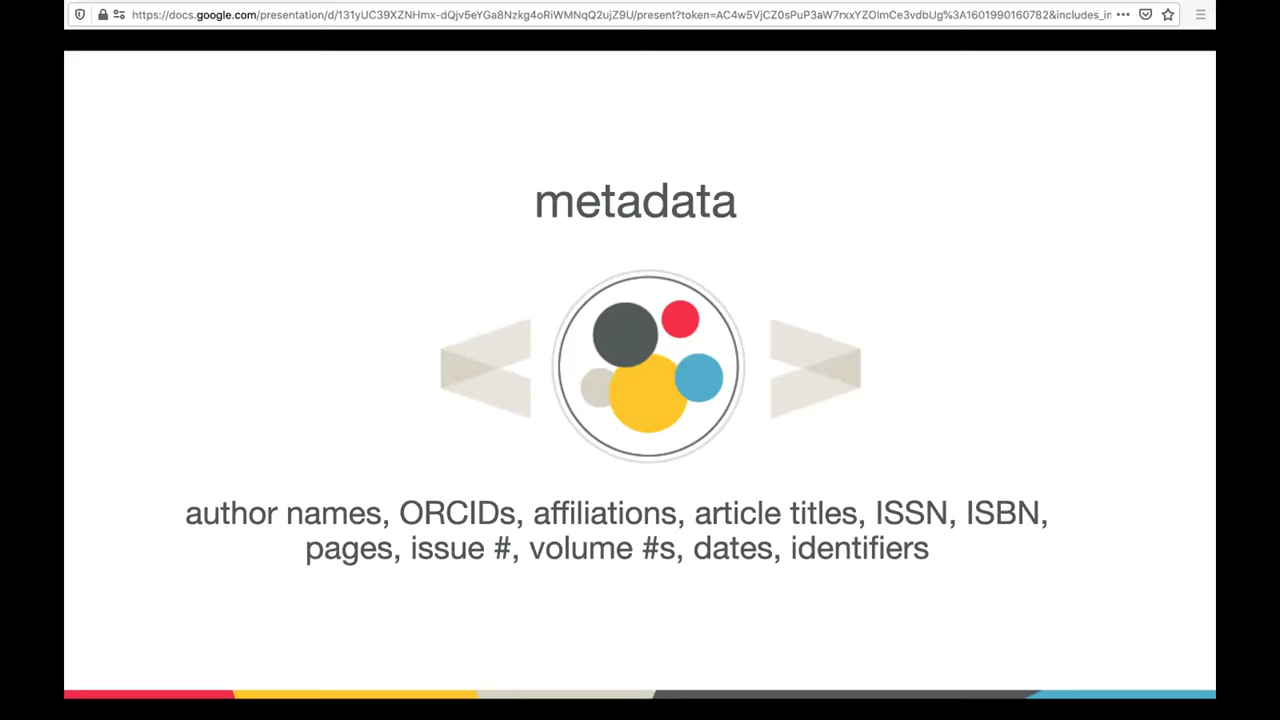 https://docs.google.com/presentation/d/131yUC39XZNHmx-dQjv5eYGa8Nzkg4oRiWMNqQ2ujZ9U/present?token=AC4w5VjCZ0sPuP3aW7rxxYZOlmCe3vdbUg%3A1601990160782&includes_ir
metadata
author names, ORCIDs, affiliations, article titles, ISSN, ISBN,
pages, issue #, volume #s, dates, identifiers